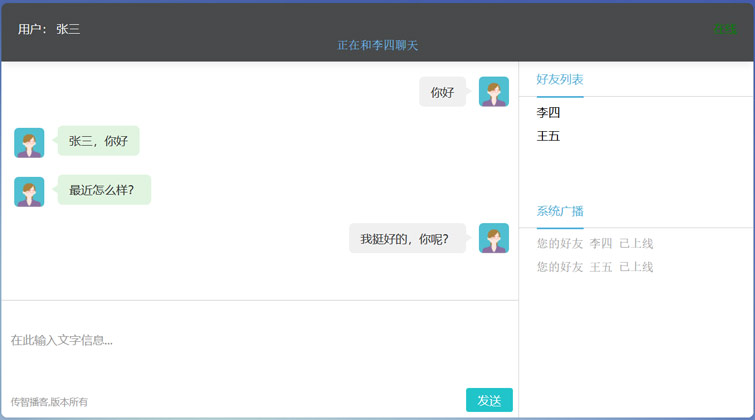 用户： 张三
在线
正在和李四聊天
你好
张三，你好
最近怎么样？
我挺好的，你呢？
在此输入文字信息...
传智播客,版本所有
发送
好友列表
李四
王五
系统广播
您的好友 李四 已上线
您的好友 王五 已上线